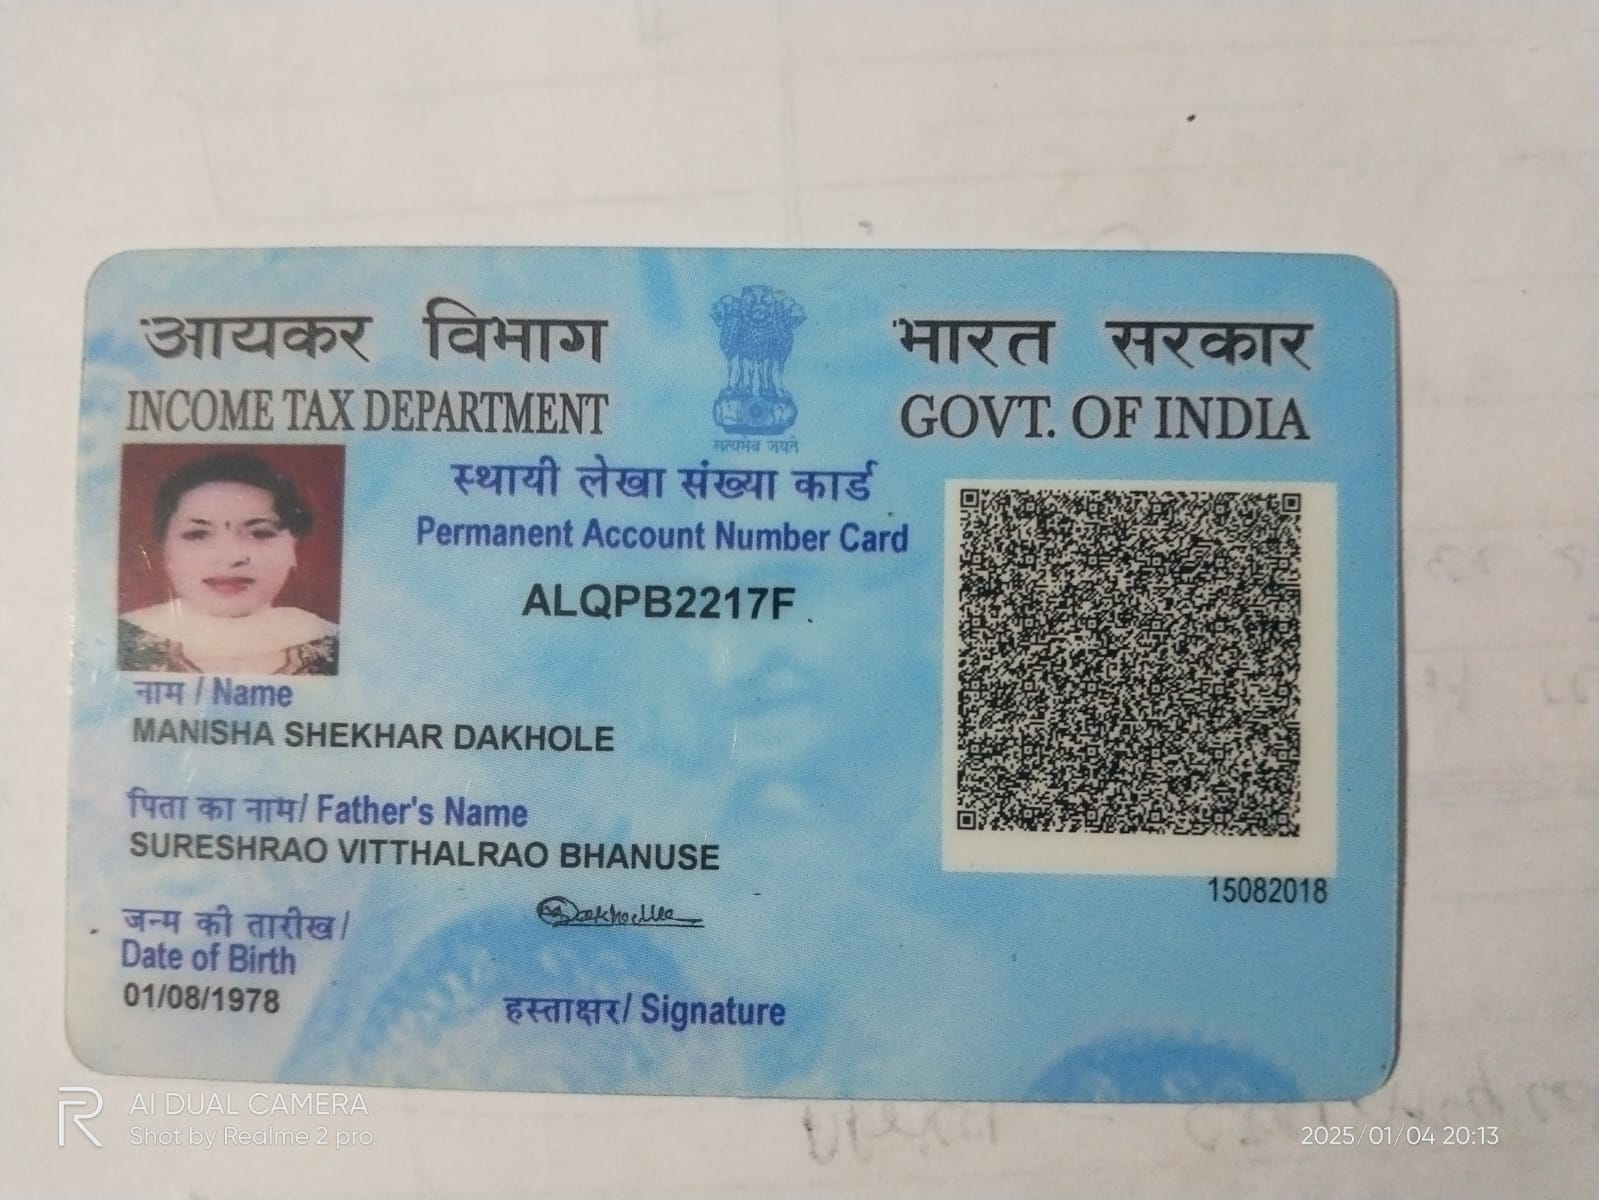 आयकर विभाग
INCOME TAX DEPARTMENT
सत्यमेव जयते
भारत सरकार
GOVT. OF INDIA
स्थायी लेखा संख्या कार्ड
Permanent Account Number Card
ALQPB2217F
नाम / Name
MANISHA SHEKHAR DAKHOLE
पिता का नाम/ Father's Name
SURESHRAO VITTHALRAO BHANUSE
15082018
जन्म की तारीख/
Date of Birth
01/08/1978
हस्ताक्षर/ Signature
R
AI DUAL CAMERA
Shot by Realme 2 pro
2025/01/04 20:13